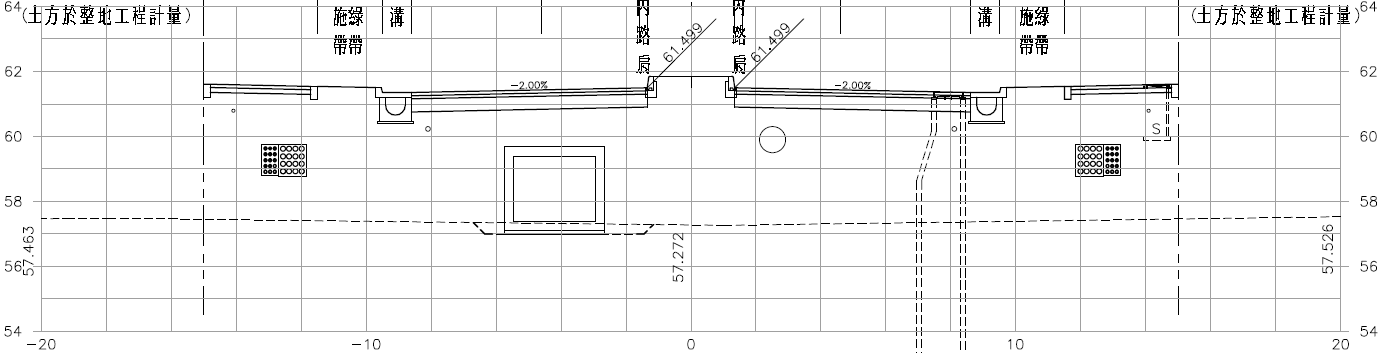 64 64
(土方於整地工程計量) (土方於整地工程計量)
施綠
帶帶
溝
內路肩
61.499
內路肩
61.499
溝
施綠
帶帶
62 62
-2.00% -2.00%
60 60
S
58 58
57.463
57.272
57.526
56 56
54 54
-20 -10 0 10 20